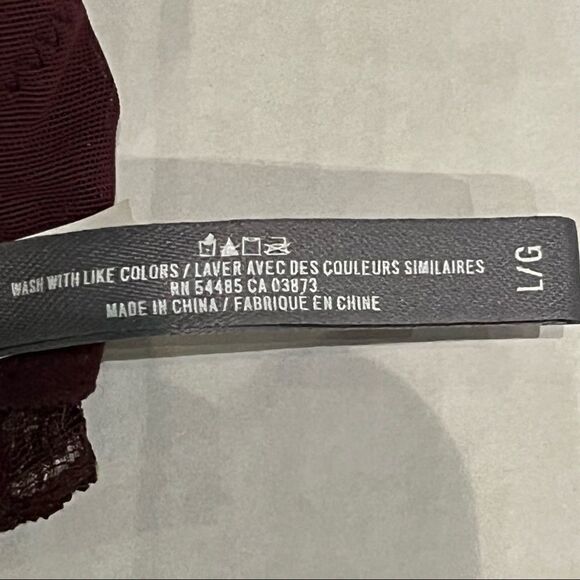 WASH WITH LIKE COLORS / LAVER AVEC DES COULEURS SIMILAIRES
RN 54485 CA 03873
MADE IN CHINA / FABRIQUE EN CHINE
L/G